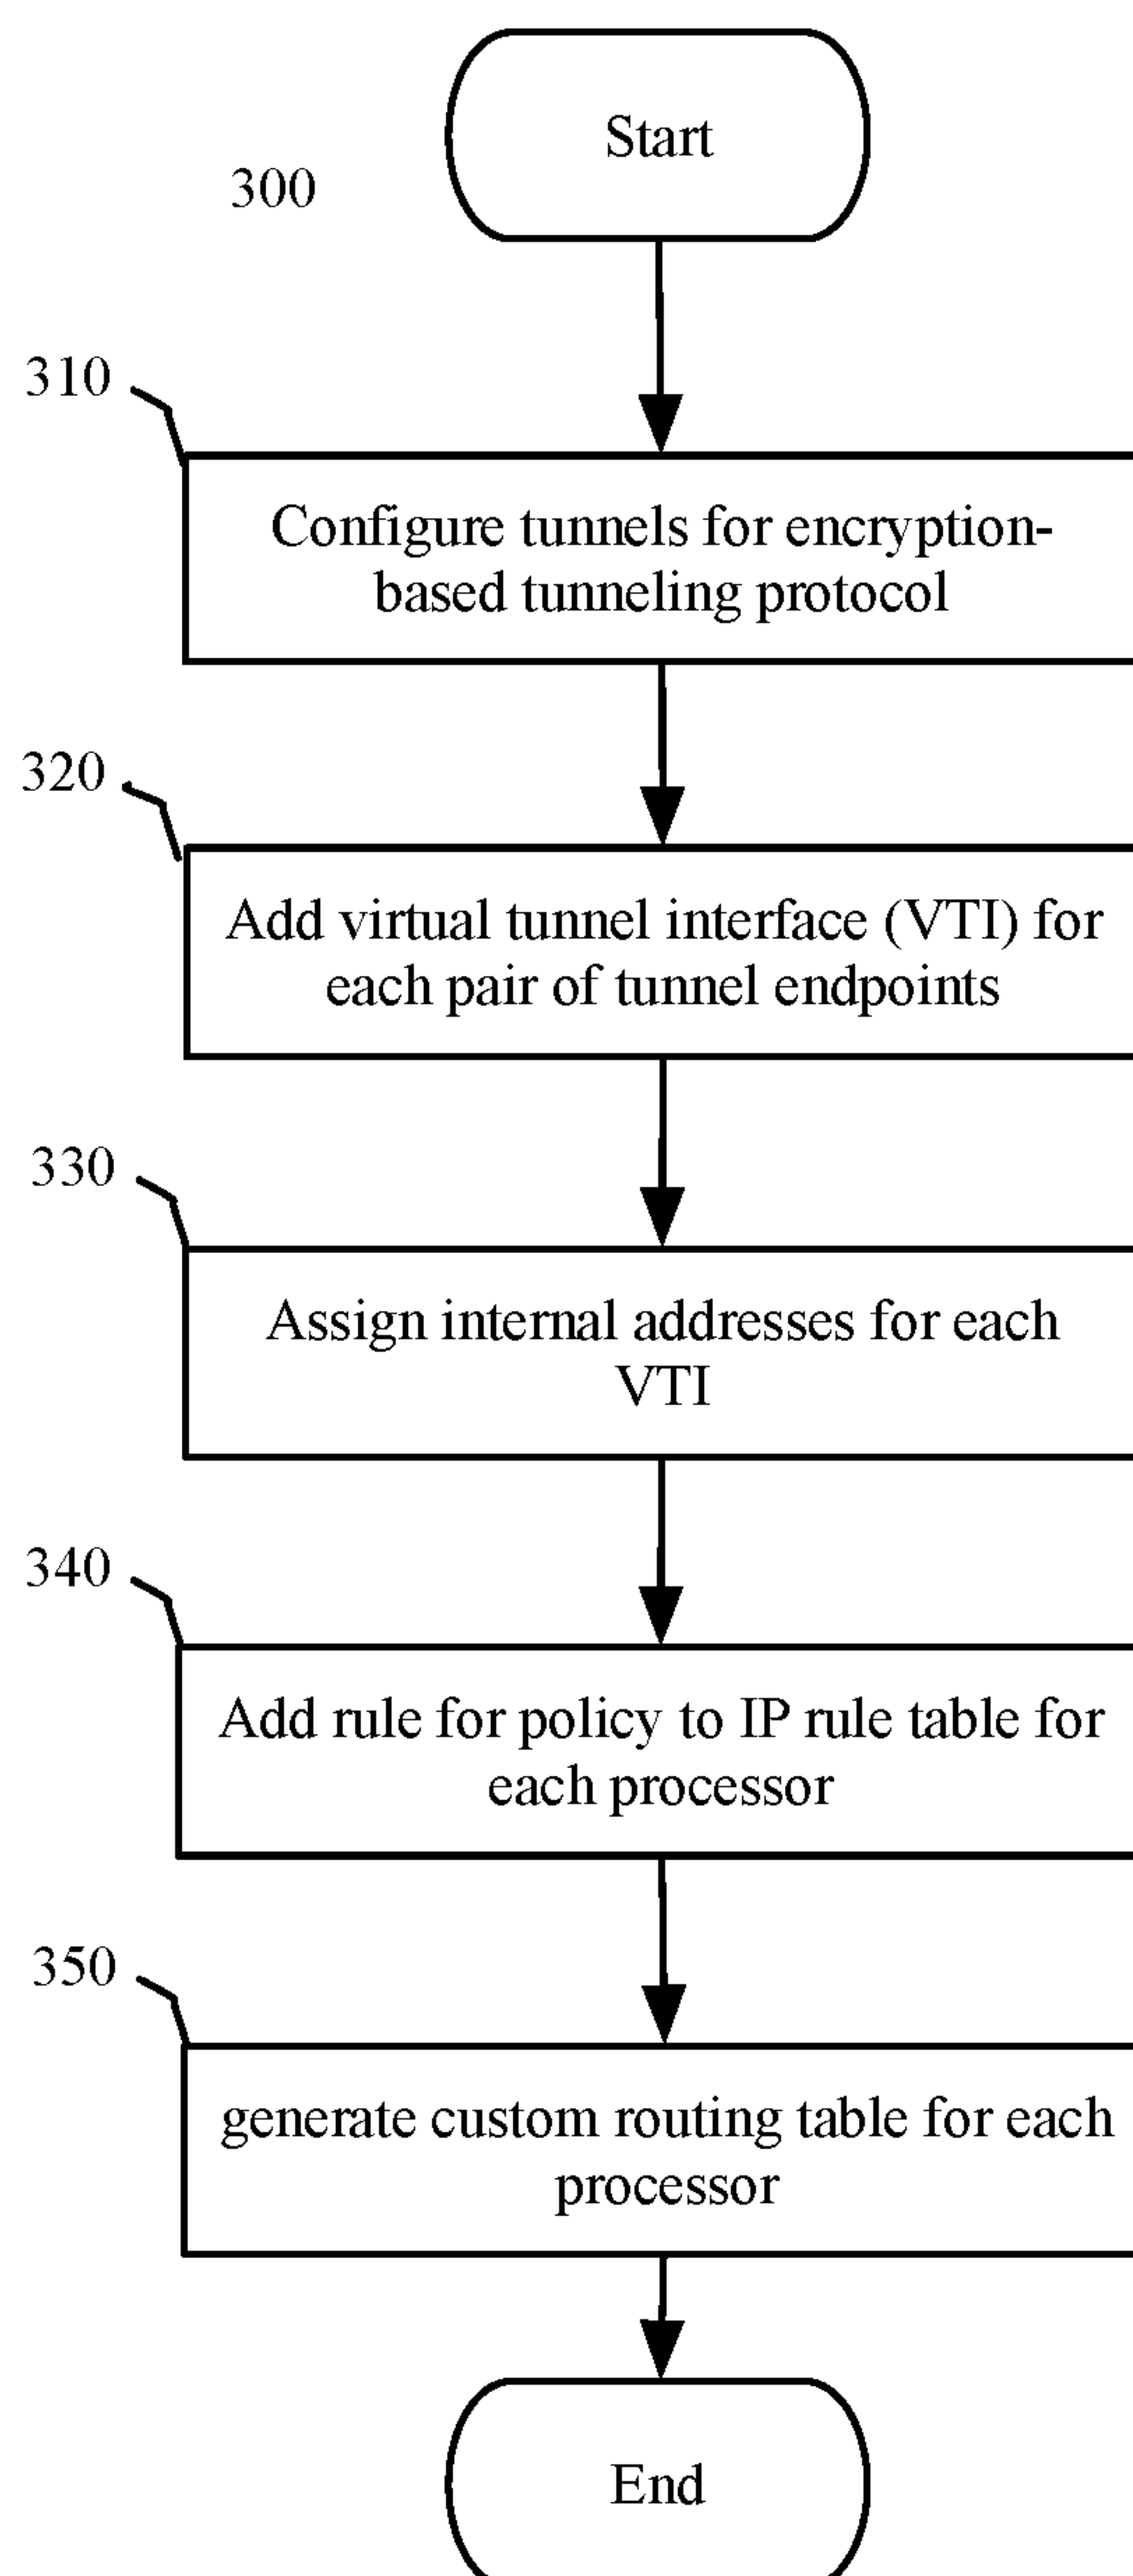 Start
300
310
Configure tunnels for encryption-
based tunneling protocol
320
Add virtual tunnel interface (VTI) for
each pair of tunnel endpoints
330
Assign internal addresses for each
VTI
340
Add rule for policy to IP rule table for
each processor
350
generate custom routing table for each
processor
End